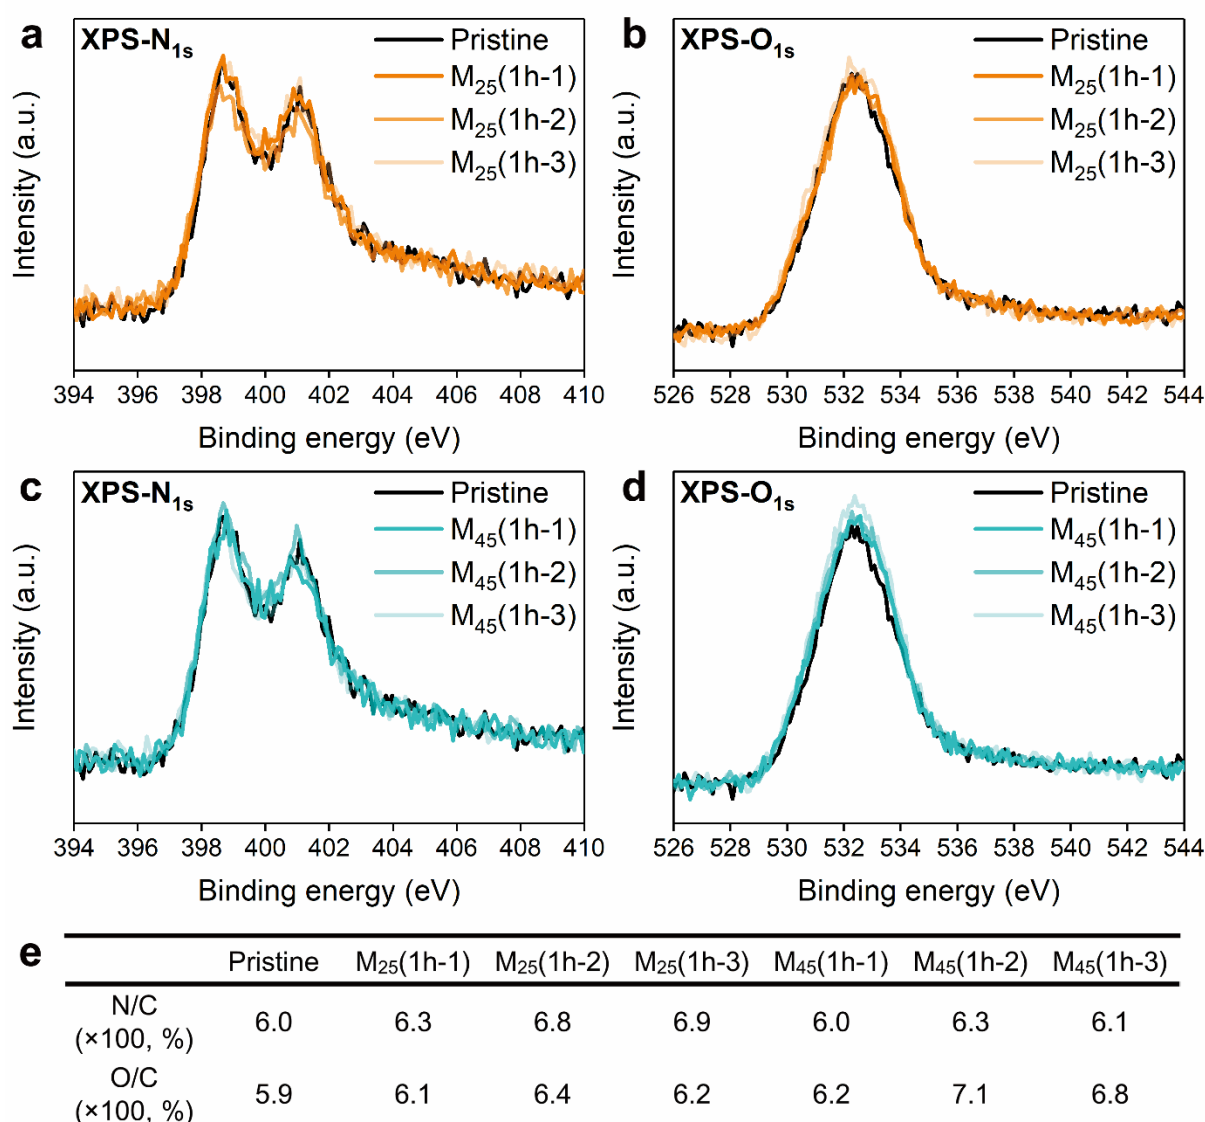 a
XPS-N1s
Pristine
M25(1h-1)
M25(1h-2)
M25(1h-3)
Intensity (a.u.)
394 396 398 400 402 404 406 408 410
Binding energy (eV)
b
XPS-O1s
Pristine
M25(1h-1)
M25(1h-2)
M25(1h-3)
Intensity (a.u.)
526 528 530 532 534 536 538 540 542 544
Binding energy (eV)
c
XPS-N1s
Pristine
M45(1h-1)
M45(1h-2)
M45(1h-3)
Intensity (a.u.)
394 396 398 400 402 404 406 408 410
Binding energy (eV)
d
XPS-O1s
Pristine
M45(1h-1)
M45(1h-2)
M45(1h-3)
Intensity (a.u.)
526 528 530 532 534 536 538 540 542 544
Binding energy (eV)
e
Pristine M25(1h-1) M25(1h-2) M25(1h-3) M45(1h-1) M45(1h-2) M45(1h-3)
N/C
(×100, %) 6.0 6.3 6.8 6.9 6.0 6.3 6.1
O/C
(×100, %) 5.9 6.1 6.4 6.2 6.2 7.1 6.8